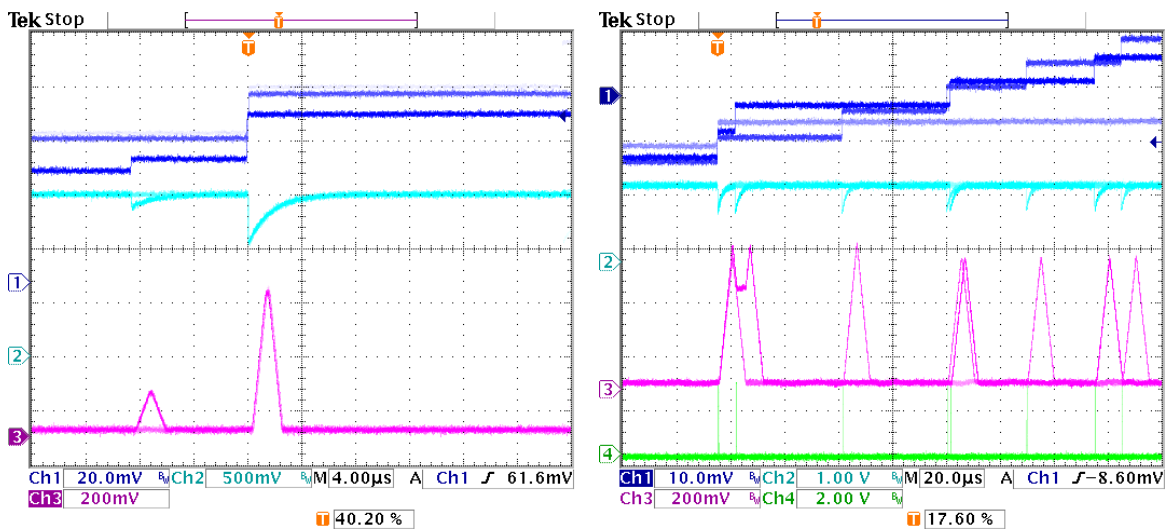 Tek Stop
T
T
1
2
3
Ch1 20.0mV BW Ch2 500mV BW M 4.00µs A Ch1 ∫ 61.6mV
Ch3 200mV
T 40.20 %
Tek Stop
T
T
1
2
3
4
Ch1 10.0mV BW Ch2 1.00 V BW M 20.0µs A Ch1 ∫ -8.60mV
Ch3 200mV Ch4 2.00 V BW
T 17.60 %